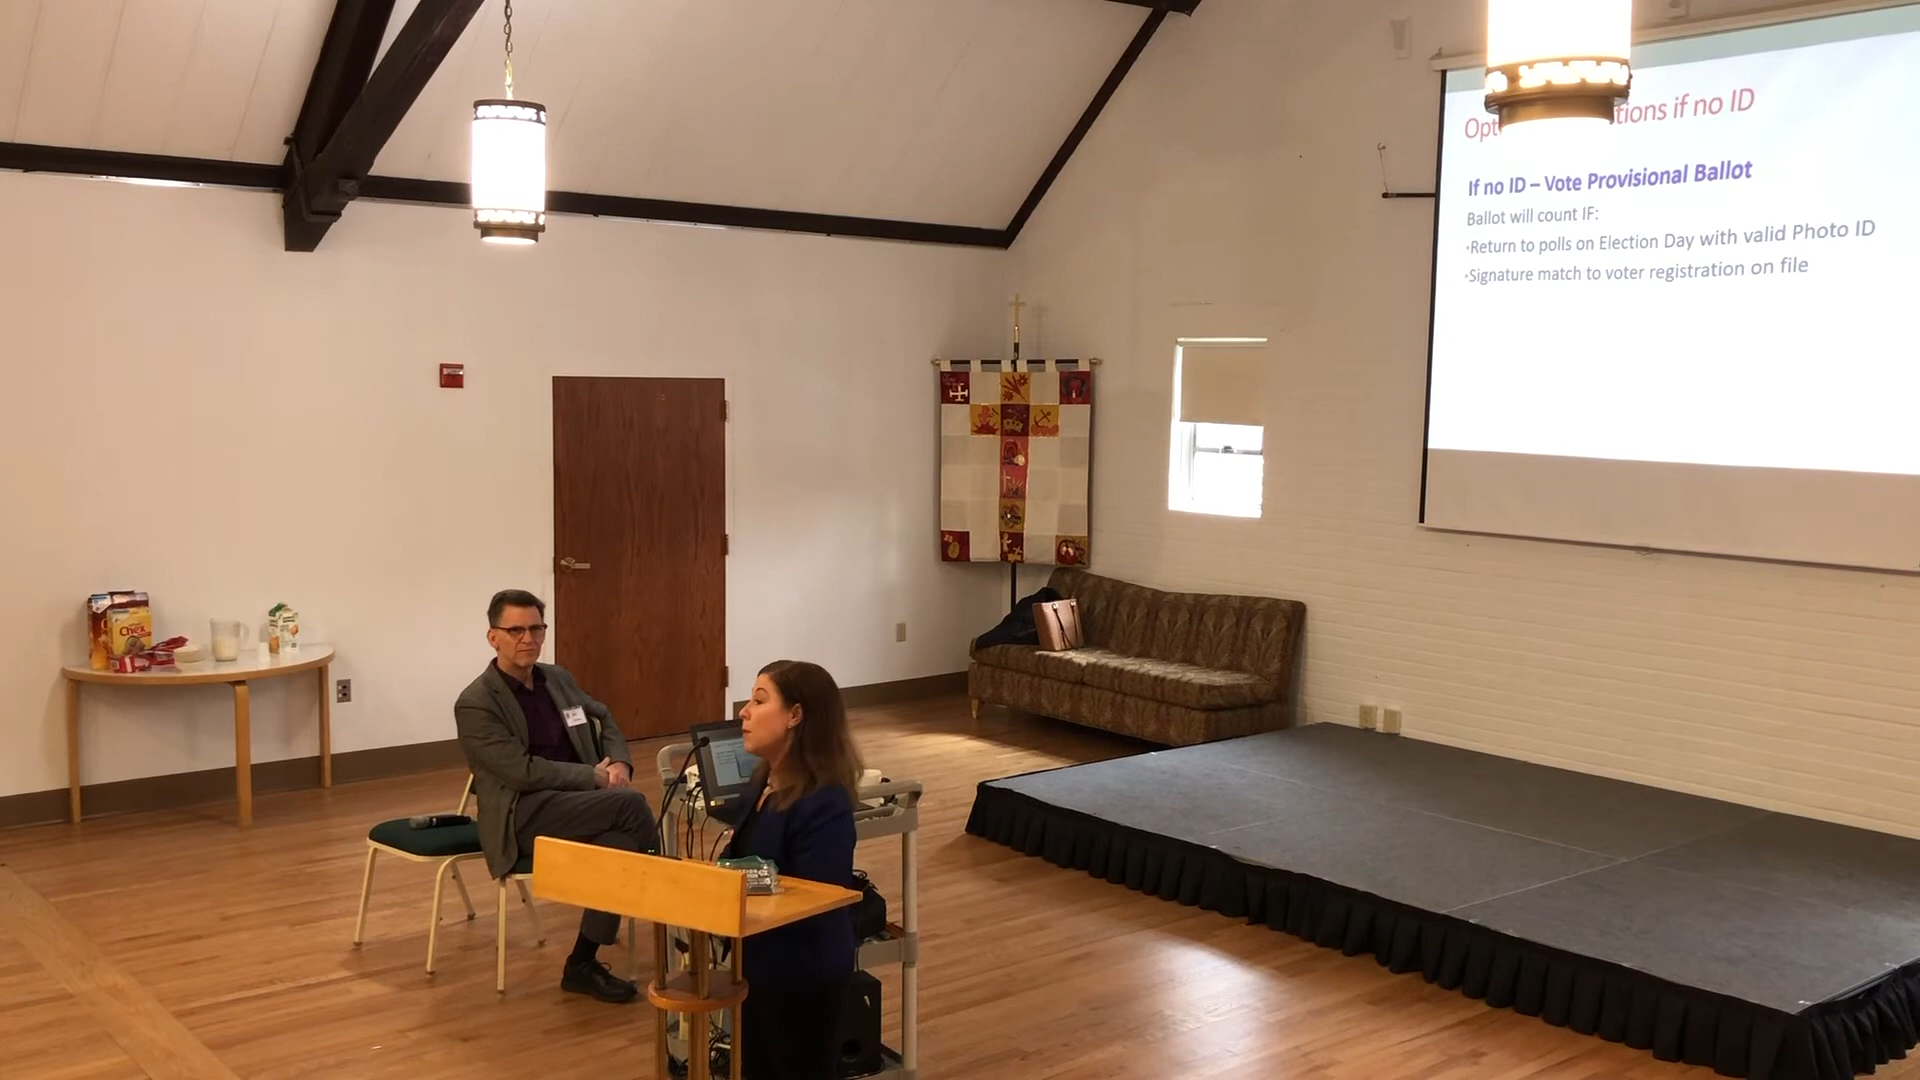 Opt tions if no ID
If no ID – Vote Provisional Ballot
Ballot will count IF:
•Return to polls on Election Day with valid Photo ID
•Signature match to voter registration on file
Chex